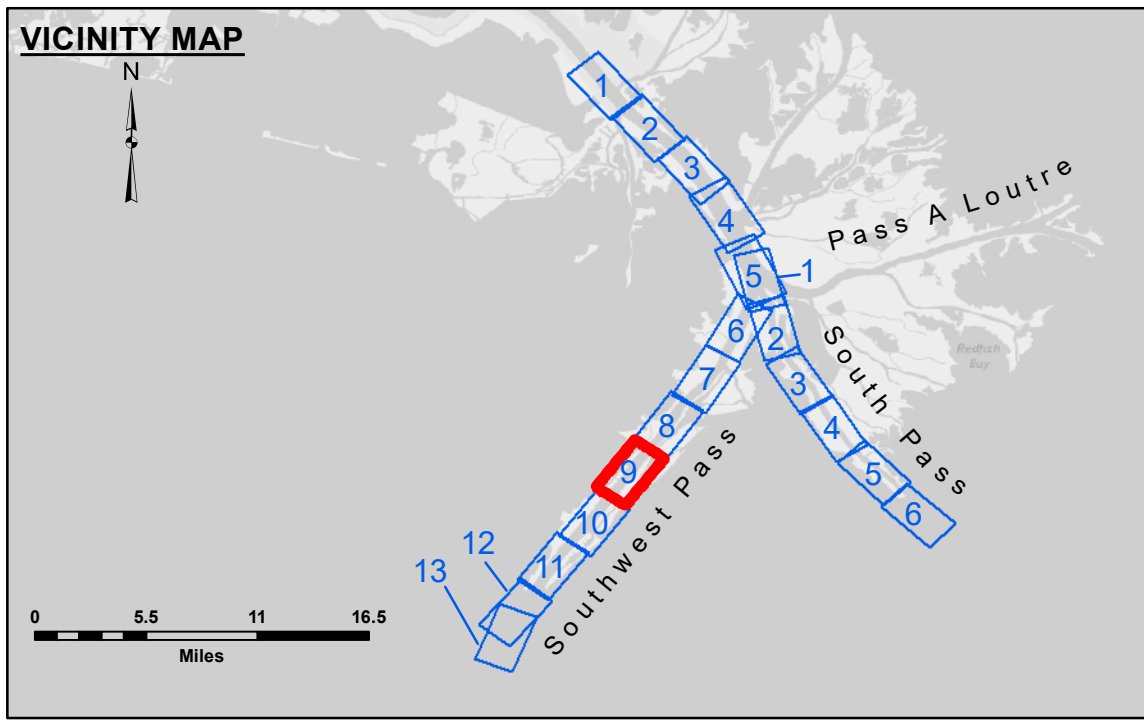 VICINITY MAP
N
1
2
3
4
5
1
Pass A Loutre
6
2
South Pass
Redfish
Bay
7
3
8
4
9
5
10
6
11
12
13
Southwest Pass
0 5.5 11 16.5
Miles